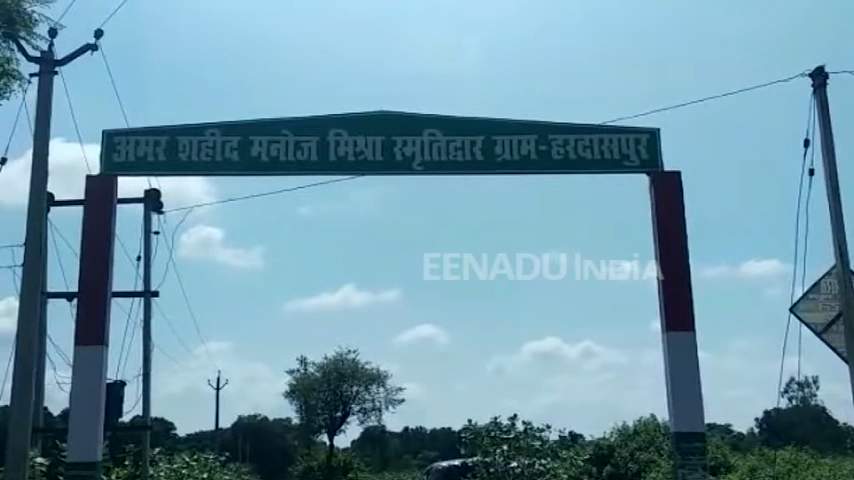 अमर शहीद मनोज मिश्रा स्मृतिद्वार ग्राम-हरदासपुर
EENADU INDIA